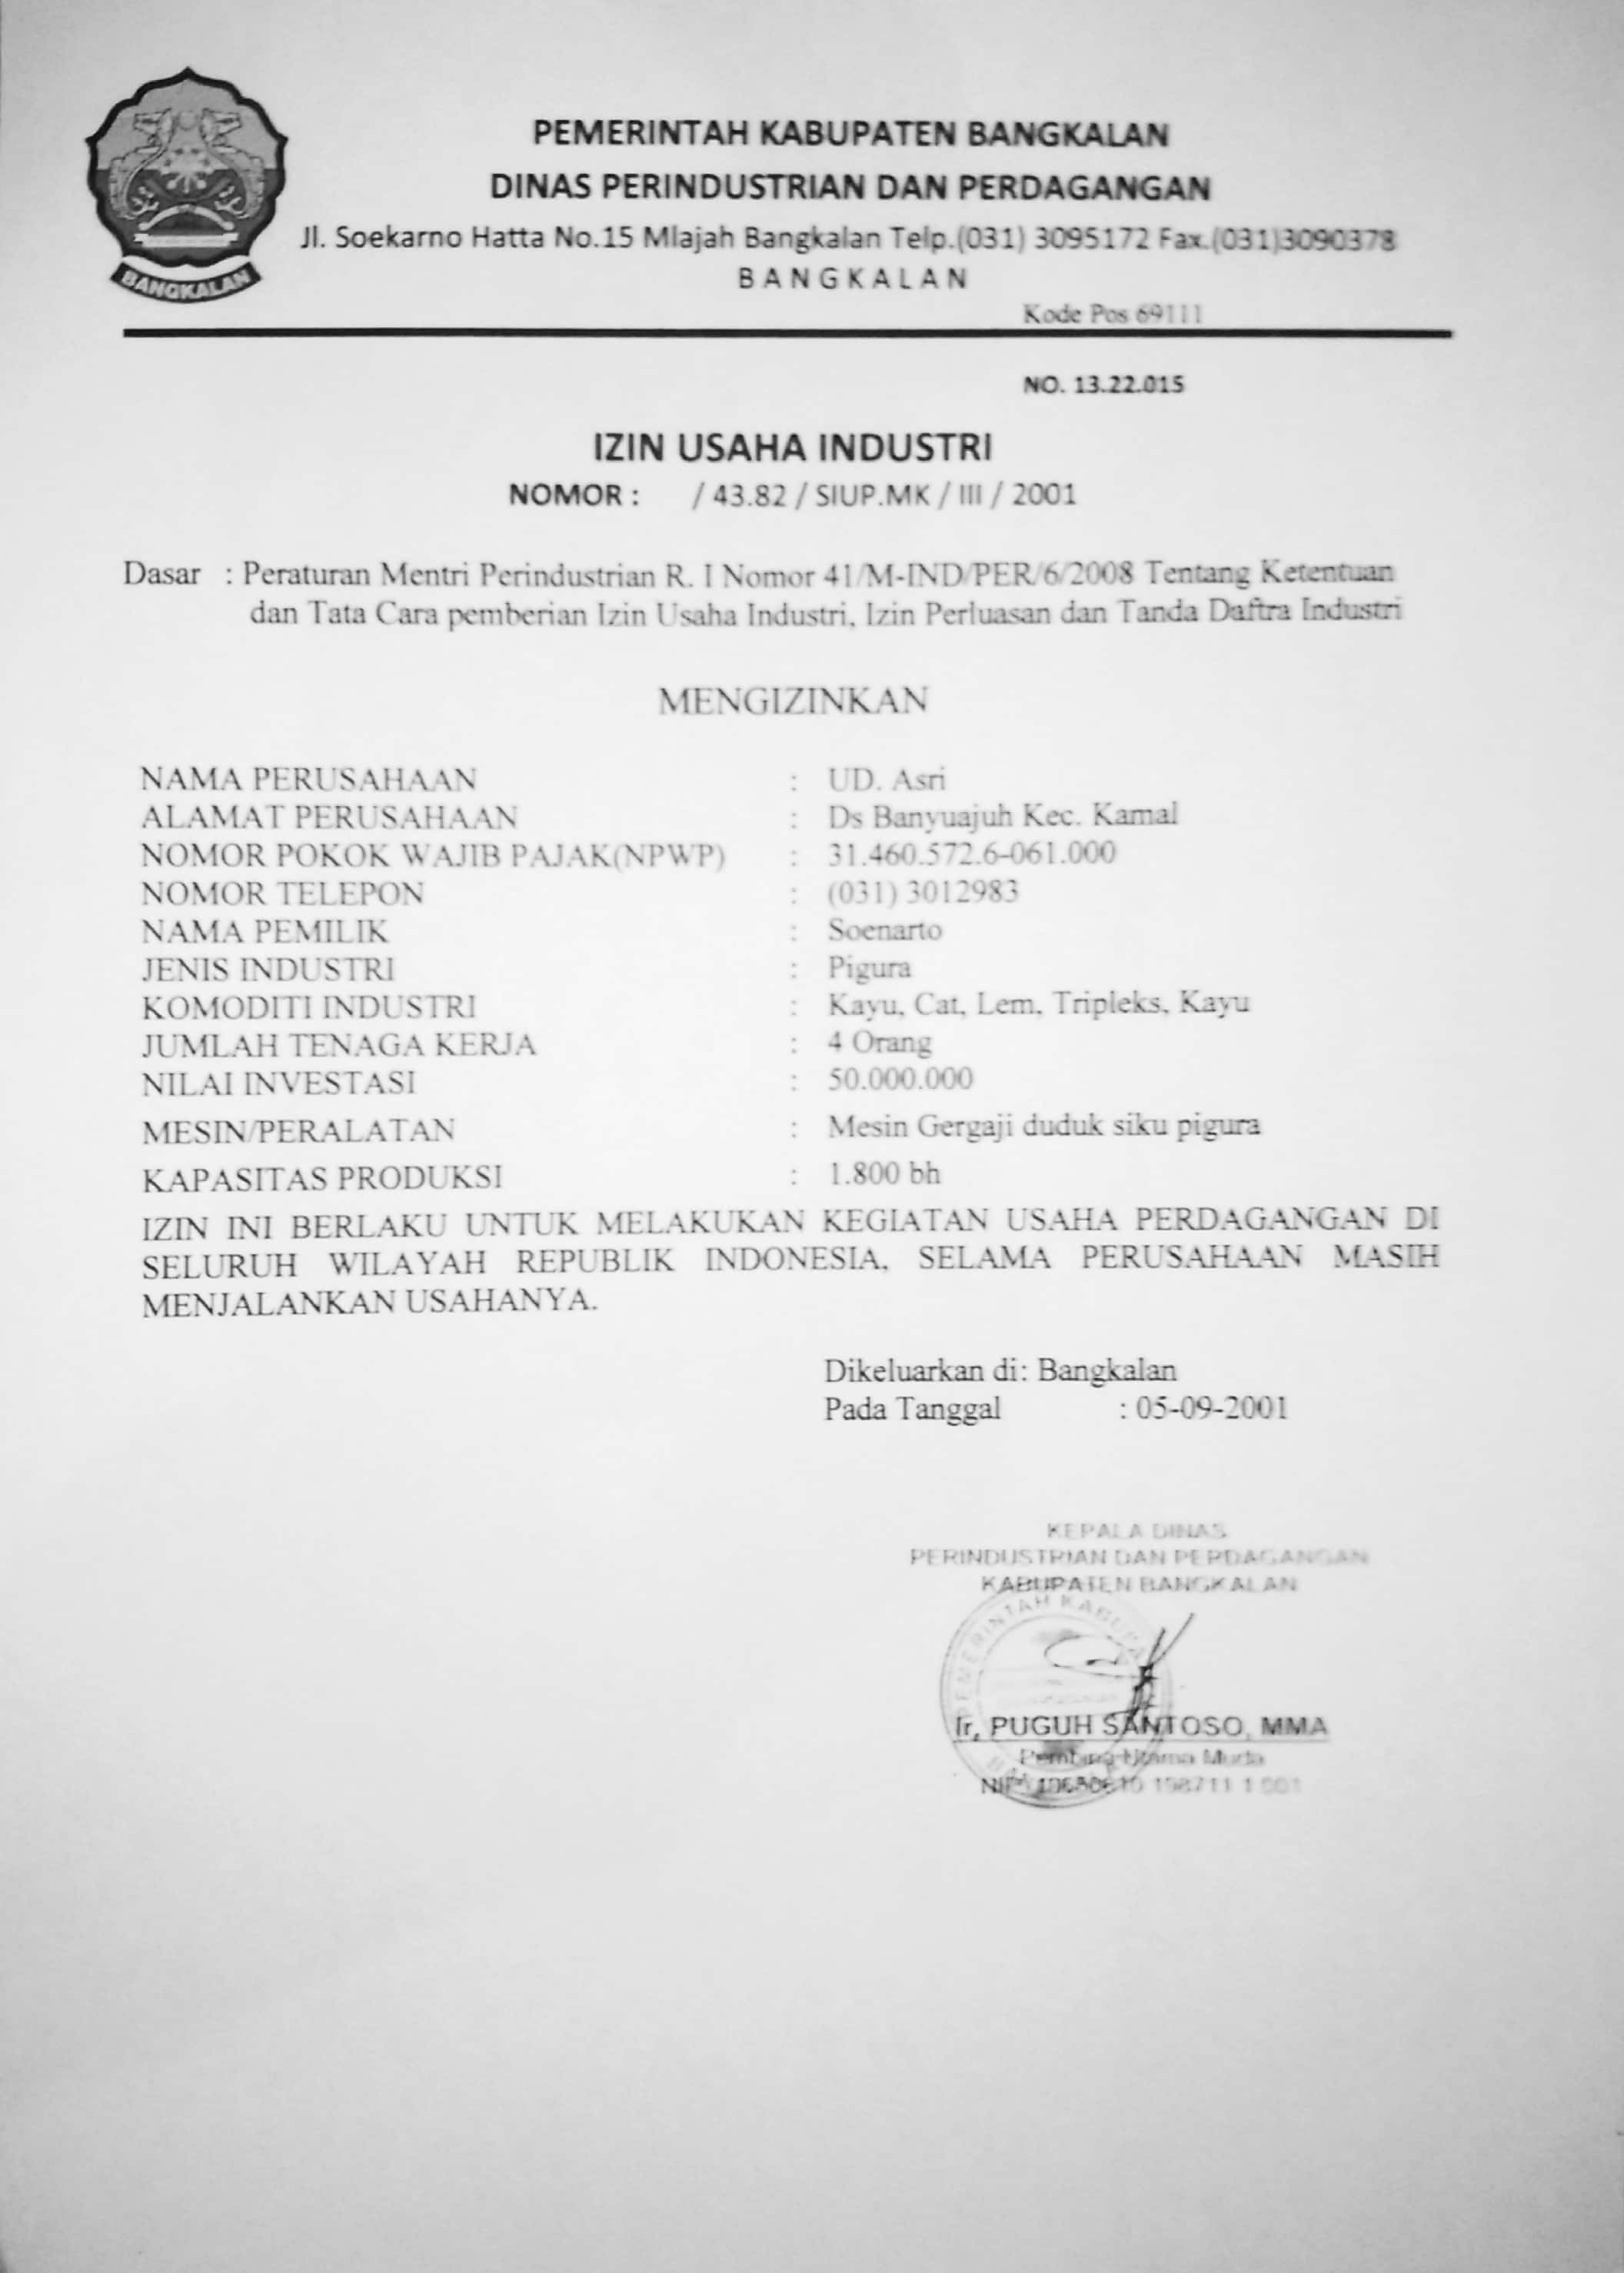 PEMERINTAH KABUPATEN BANGKALAN
DINAS PERINDUSTRIAN DAN PERDAGANGAN
Jl. Soekarno Hatta No.15 Mlajah Bangkalan Telp.(031) 3095172 Fax.(031)3090378
BANGKALAN
BANGKALAN
Kode Pos 69111
NO. 13.22.015
IZIN USAHA INDUSTRI
NOMOR : / 43.82 / SIUP.MK / III / 2001
Dasar : Peraturan Mentri Perindustrian R. I Nomor 41/M-IND/PER/6/2008 Tentang Ketentuan
dan Tata Cara pemberian Izin Usaha Industri, Izin Perluasan dan Tanda Daftra Industri
MENGIZINKAN
NAMA PERUSAHAAN : UD. Asri
ALAMAT PERUSAHAAN : Ds Banyuajuh Kec. Kamal
NOMOR POKOK WAJIB PAJAK(NPWP) : 31.460.572.6-061.000
NOMOR TELEPON : (031) 3012983
NAMA PEMILIK : Soenarto
JENIS INDUSTRI : Pigura
KOMODITI INDUSTRI : Kayu, Cat, Lem, Tripleks, Kayu
JUMLAH TENAGA KERJA : 4 Orang
NILAI INVESTASI : 50.000.000
MESIN/PERALATAN : Mesin Gergaji duduk siku pigura
KAPASITAS PRODUKSI : 1.800 bh
IZIN INI BERLAKU UNTUK MELAKUKAN KEGIATAN USAHA PERDAGANGAN DI
SELURUH WILAYAH REPUBLIK INDONESIA, SELAMA PERUSAHAAN MASIH
MENJALANKAN USAHANYA.
Dikeluarkan di: Bangkalan
Pada Tanggal : 05-09-2001
KEPALA DINAS
PERINDUSTRIAN DAN PERDAGANGAN
KABUPATEN BANGKALAN
PEMERINTAH
Ir, PUGUH SANTOSO, MMA
Utama Muda
NIP